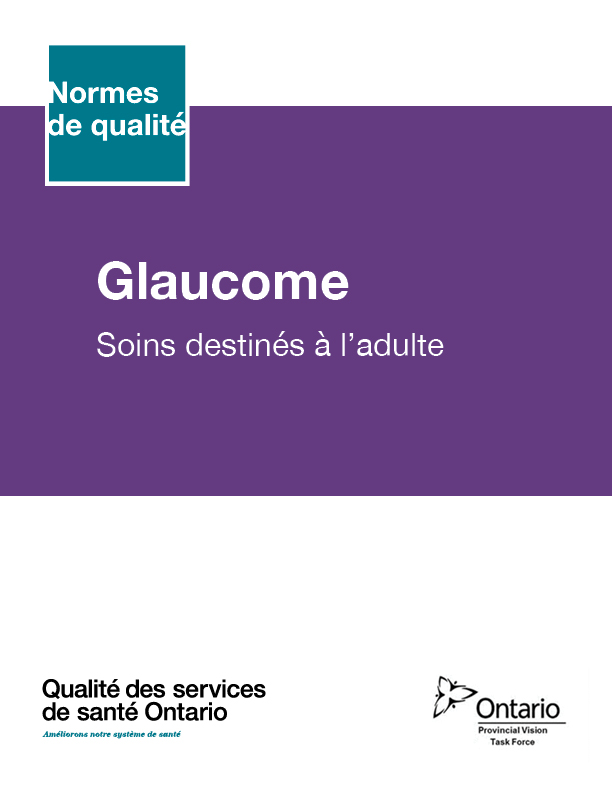 Normes
de qualité
Glaucome
Soins destinés à l’adulte
Qualité des services
de santé Ontario
Améliorons notre système de santé
Ontario
Provincial Vision
Task Force